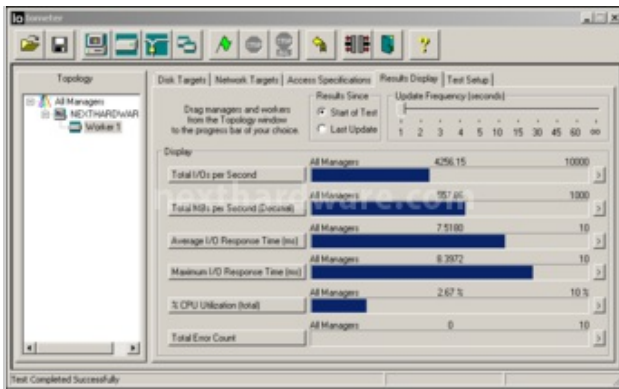 Iometer
Topology
All Managers
NEXTHARDWAR
Worker 1
Disk Targets | Network Targets | Access Specifications | Results Display | Test Setup
Drag managers and workers
from the Topology window
to the progress bar of your choice.
Results Since
Start of Test
Last Update
Update Frequency (seconds)
1 2 3 4 5 10 15 30 45 60 ∞
Display
All Managers 4256.15 10000
Total I/Os per Second
All Managers 557.86 1000
Total MBs per Second (Decimal)
nexthardware.com
All Managers 7.5180 10
Average I/O Response Time (ms)
All Managers 8.3972 10
Maximum I/O Response Time (ms)
All Managers 2.67 % 10 %
% CPU Utilization (total)
All Managers 0 10
Total Error Count
Test Completed Successfully